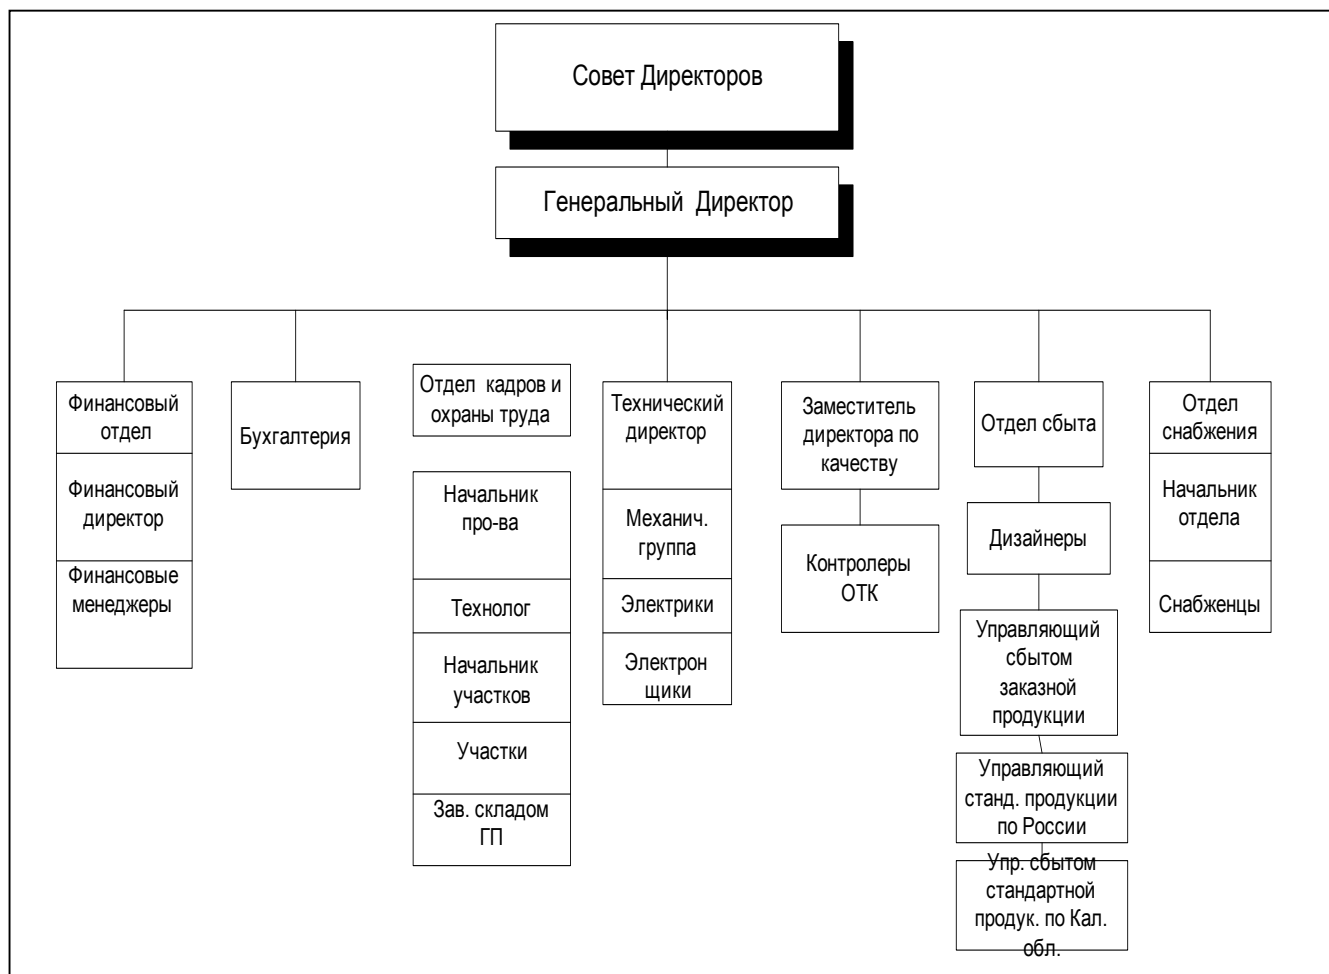 Совет Директоров
Генеральный Директор
Финансовый
отдел
Финансовый
директор
Финансовые
менеджеры
Бухгалтерия
Отдел кадров и
охраны труда
Начальник
про-ва
Технолог
Начальник
участков
Участки
Зав. складом
ГП
Технический
директор
Механич.
группа
Электрики
Электрон
щики
Заместитель
директора по
качеству
Контролеры
ОТК
Отдел сбыта
Дизайнеры
Управляющий
сбытом
заказной
продукции
Управляющий
станд. продукции
по России
Упр. сбытом
стандартной
продук. по Кал.
обл.
Отдел
снабжения
Начальник
отдела
Снабженцы